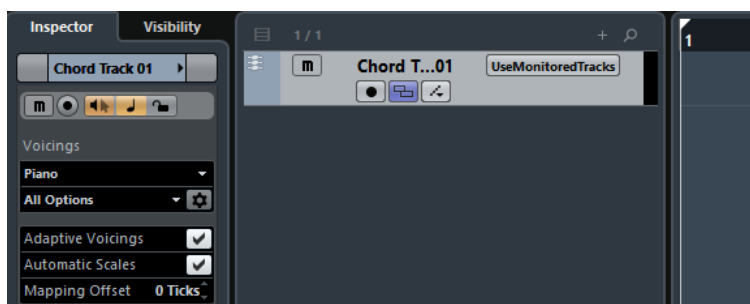 Inspector
Visibility
1 / 1
+
1
Chord Track 01
m
Chord T...01
UseMonitoredTracks
m
Voicings
Piano
All Options
Adaptive Voicings
Automatic Scales
Mapping Offset 0 Ticks